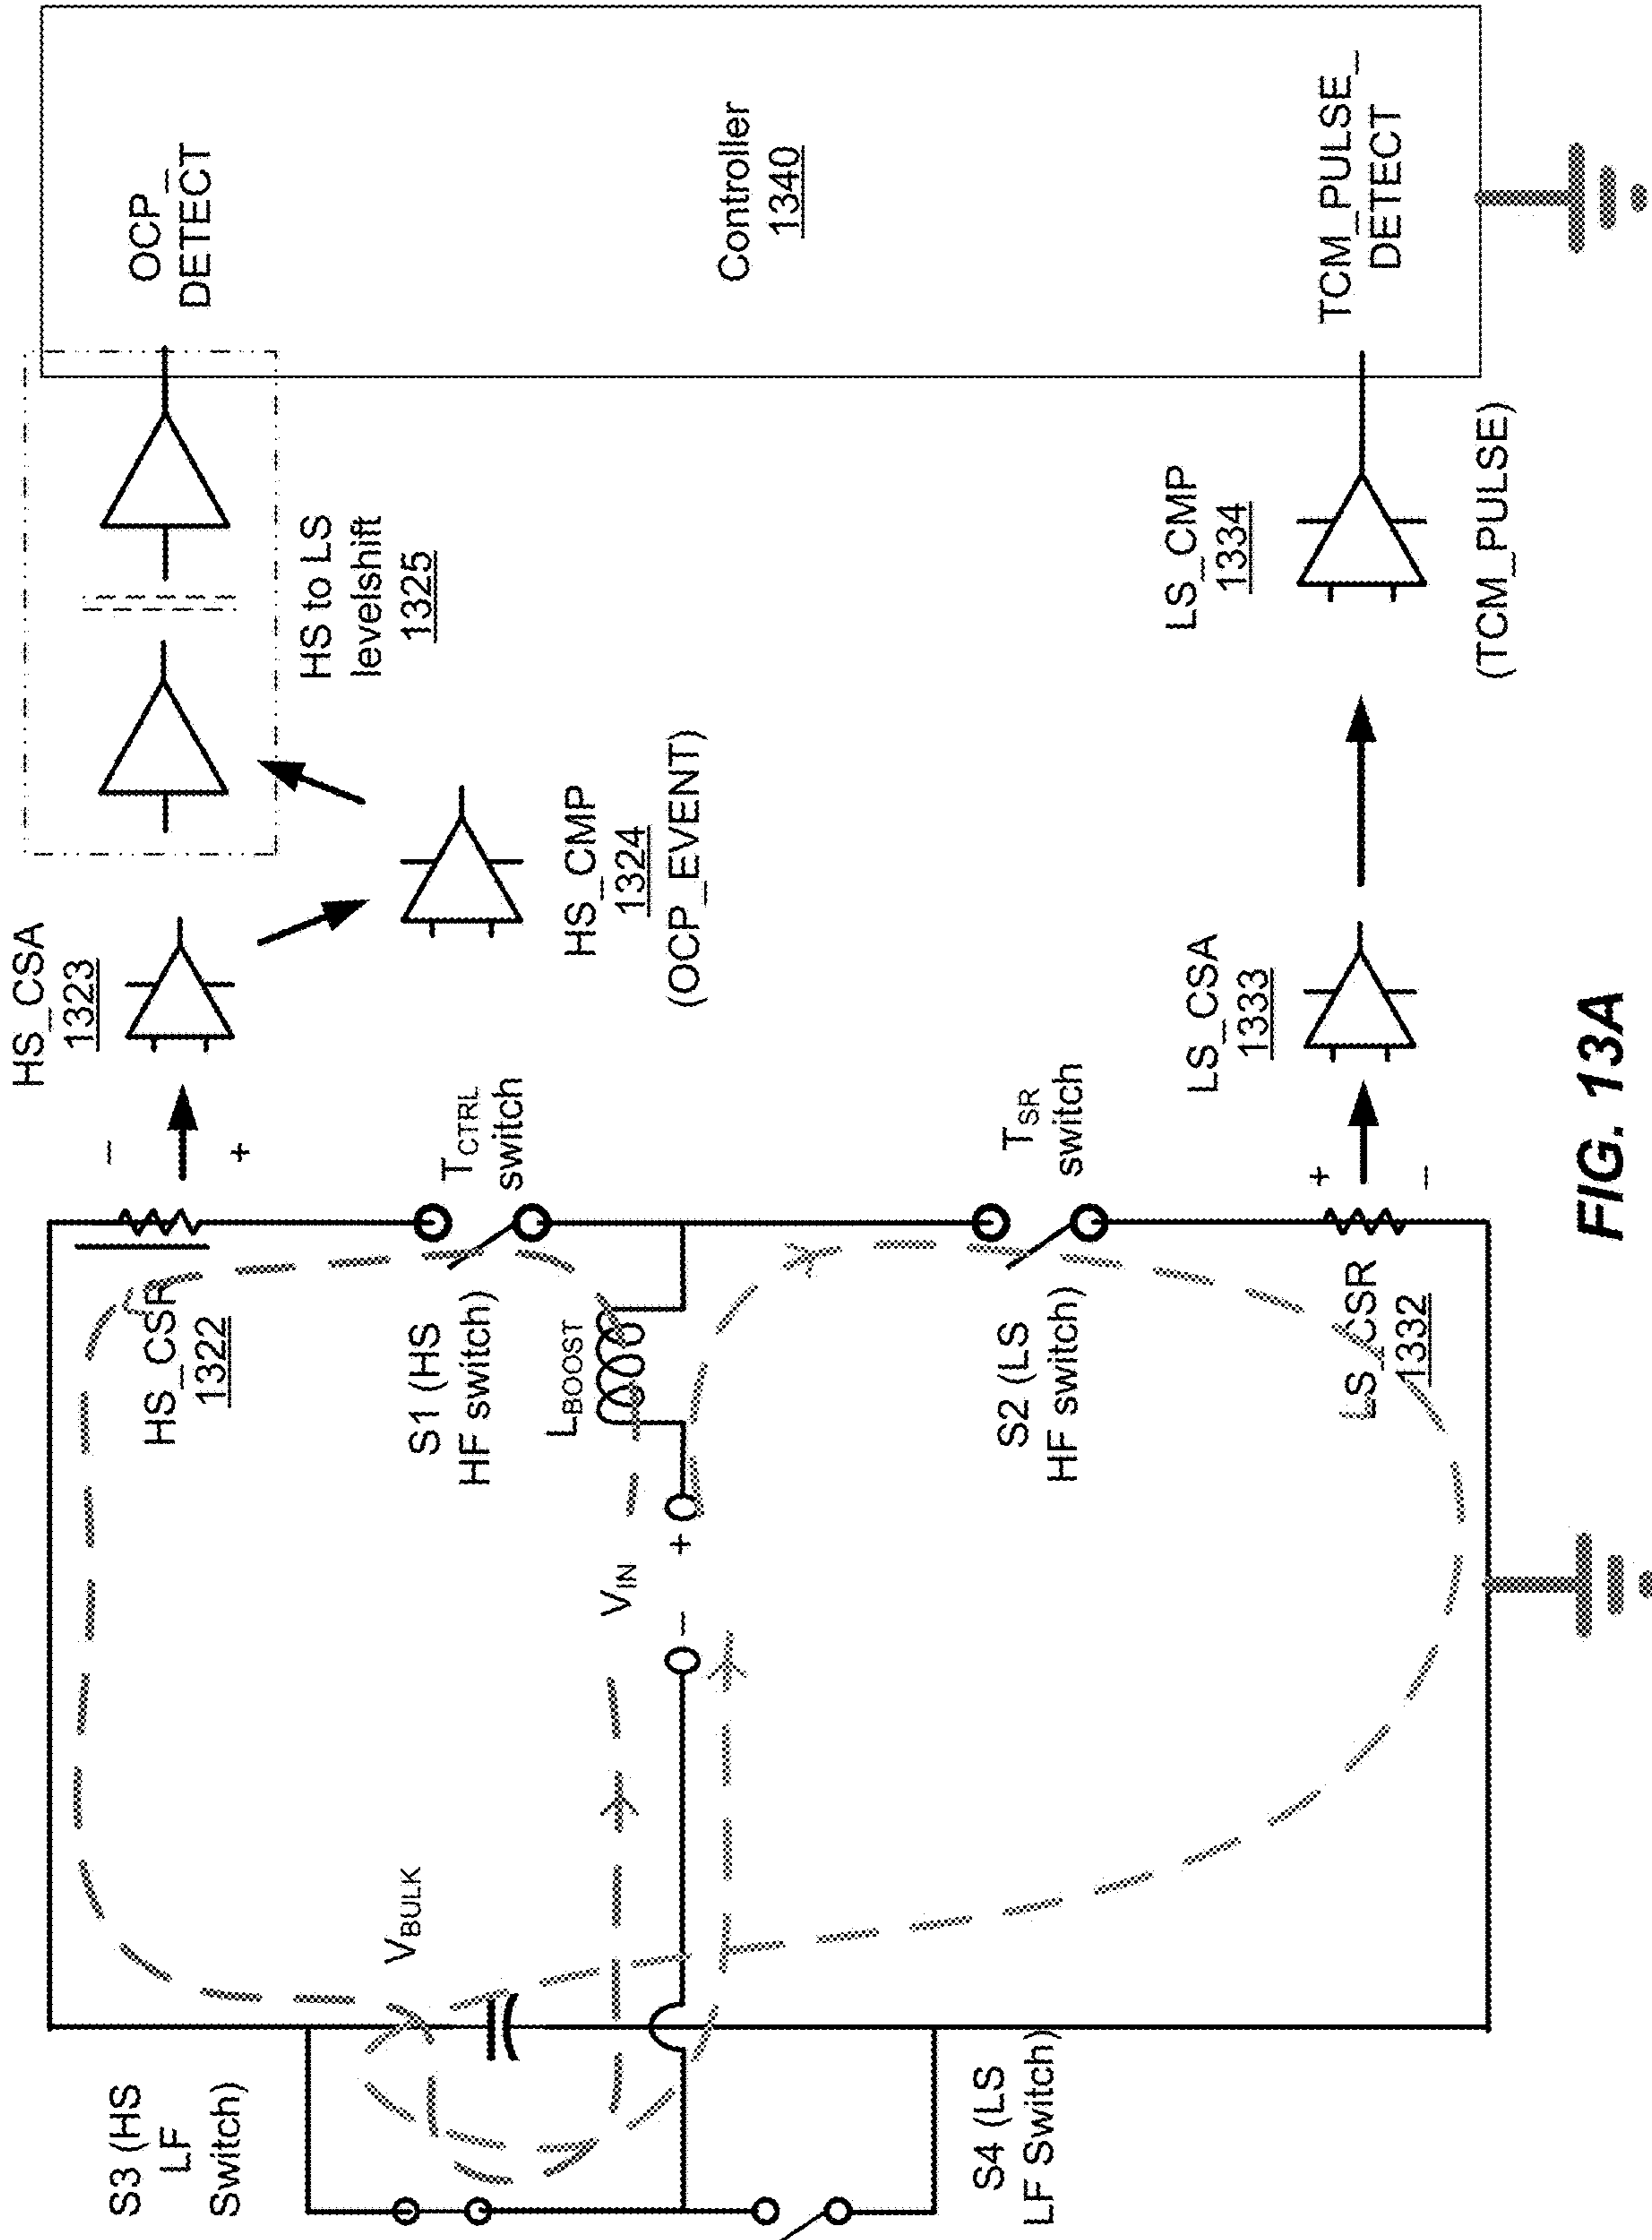 HS_CSA
1323
OCP_
DETECT
HS to LS
levelshift
1325
HS_CMP
1324
(OCP_EVENT)
Controller
1340
S3 (HS
LF
Switch)
HS_CSR
1322
−
+
TCTRL
switch
S1 (HS
HF switch)
VBULK
LBOOST
VIN
−
+
S2 (LS
HF switch)
TSR
switch
S4 (LS
LF Switch)
LS_CSR
1332
+
−
LS_CSA
1333
LS_CMP
1334
(TCM_PULSE)
TCM_PULSE_
DETECT
FIG. 13A